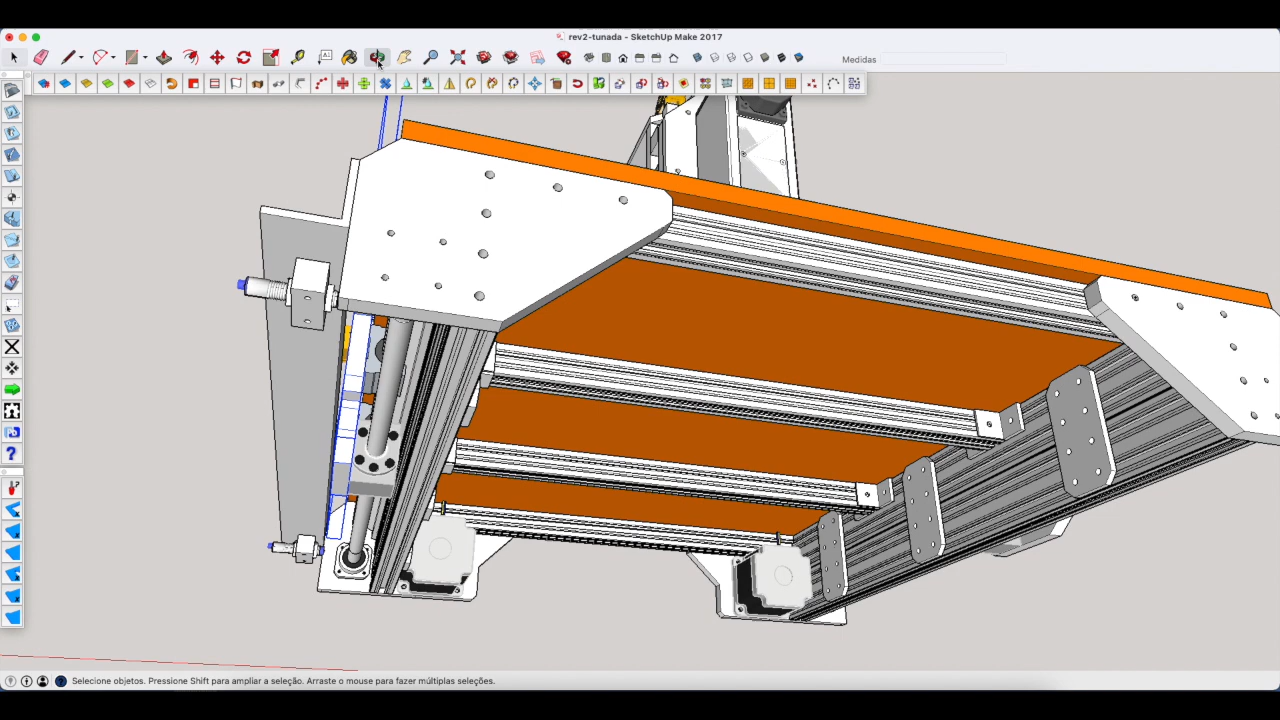 rev2-tunada - SketchUp Make 2017
A1
Medidas
?
?
Selecione objetos. Pressione Shift para ampliar a seleção. Arraste o mouse para fazer múltiplas seleções.